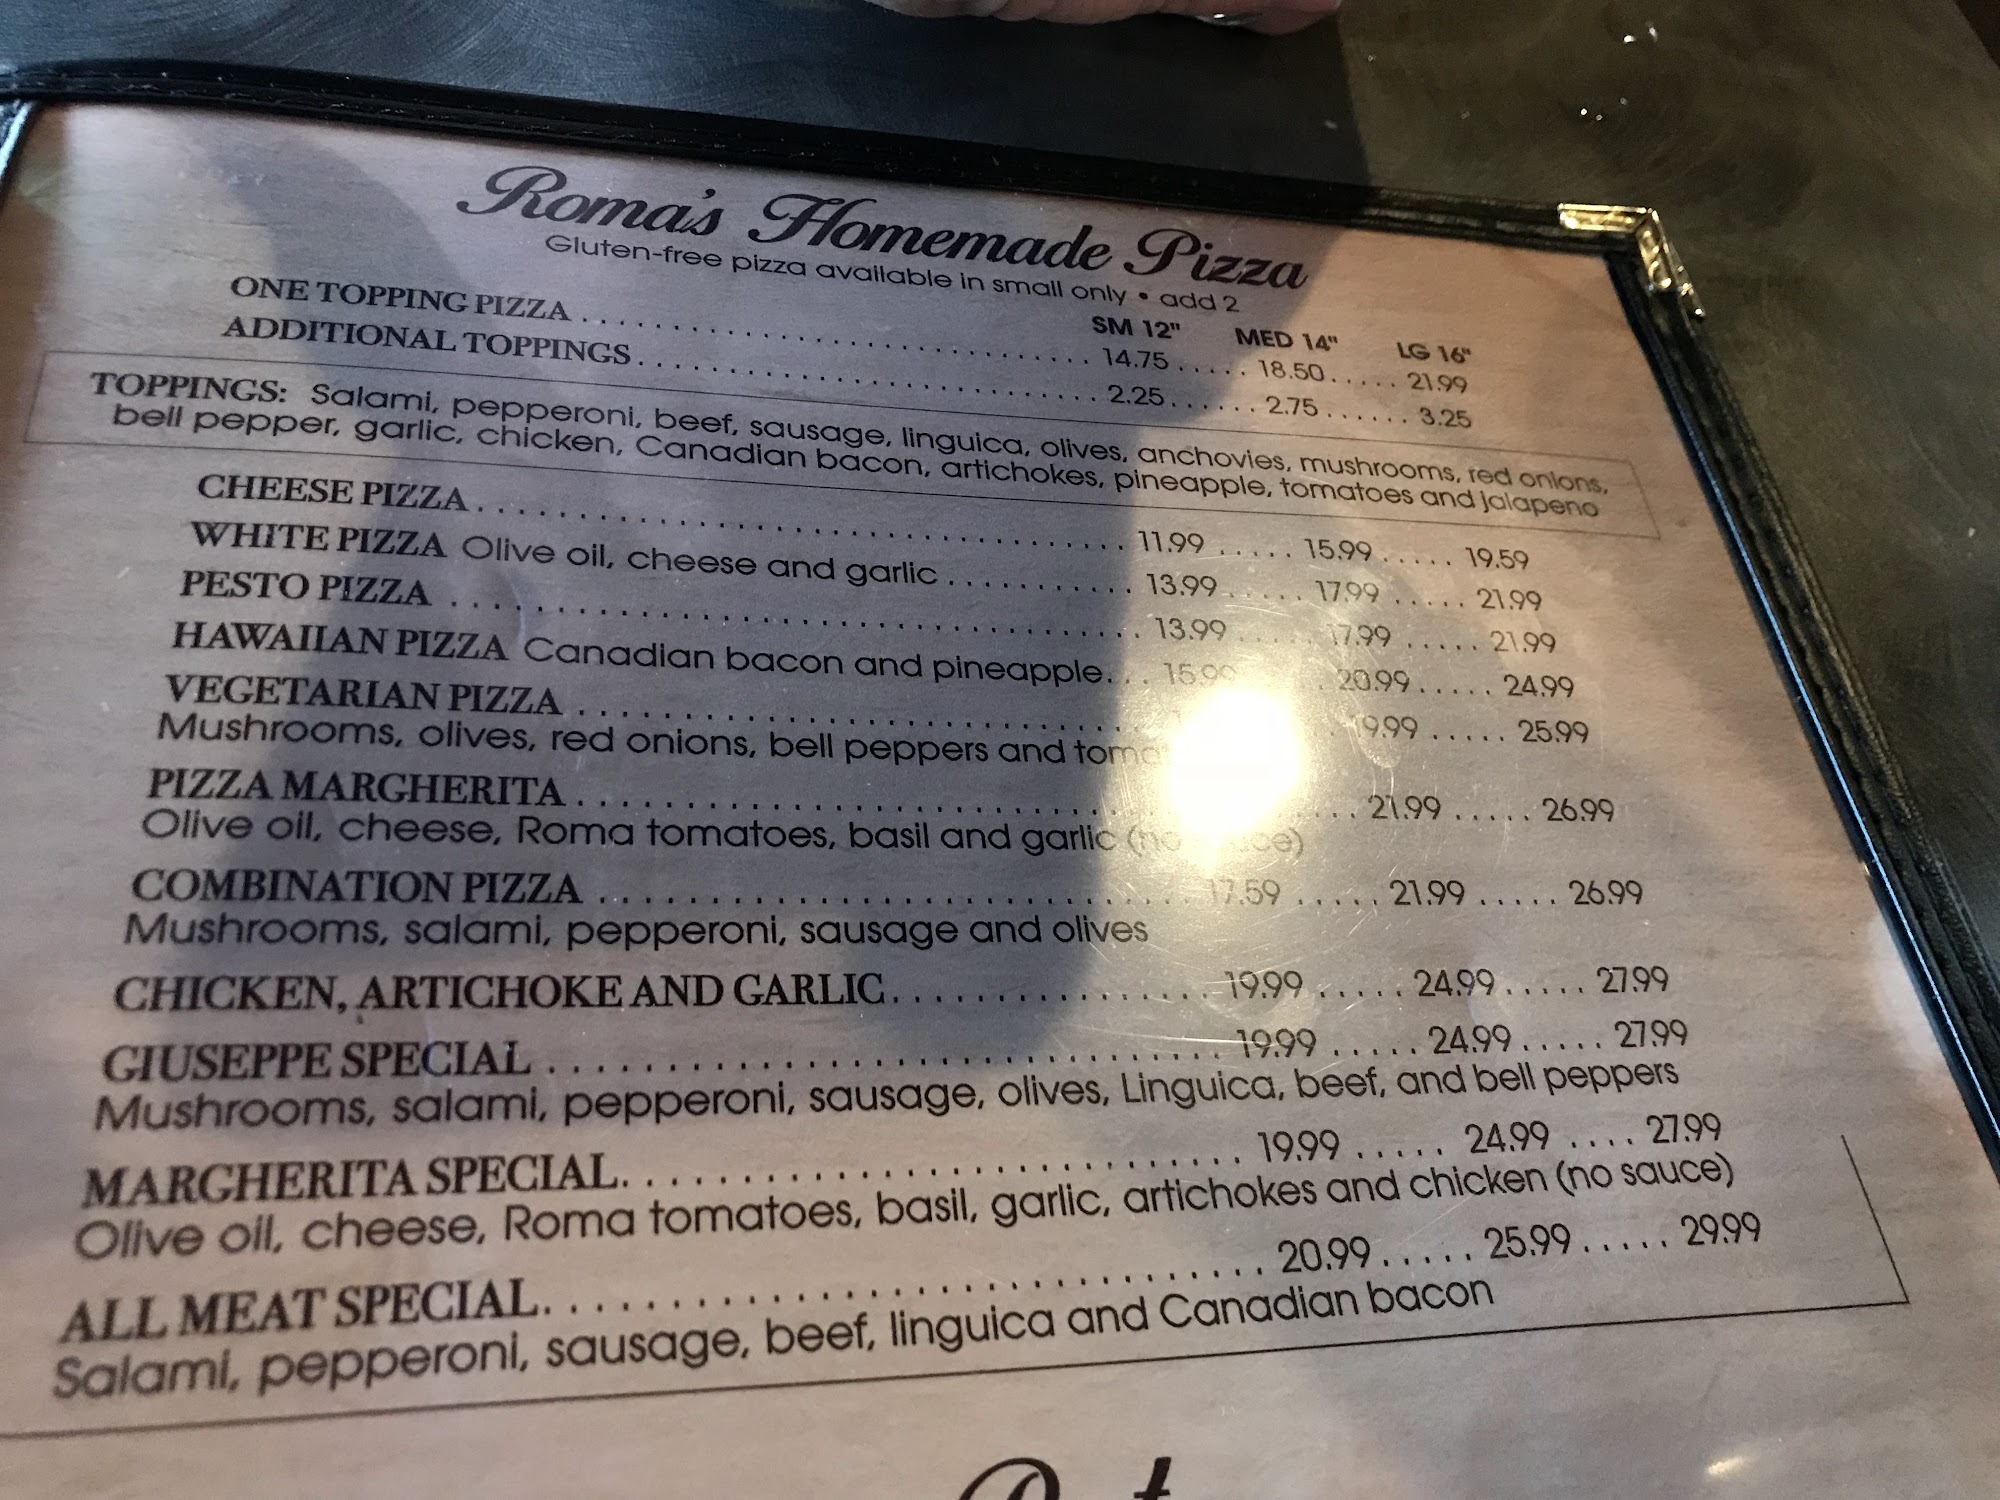 Roma's Homemade Pizza
Gluten-free pizza available in small only • add 2
SM 12" MED 14" LG 16"
ONE TOPPING PIZZA 14.75 18.50 21.99
ADDITIONAL TOPPINGS 2.25 2.75 3.25
TOPPINGS: Salami, pepperoni, beef, sausage, linguica, olives, anchovies, mushrooms, red onions,
bell pepper, garlic, chicken, Canadian bacon, artichokes, pineapple, tomatoes and jalapeno
CHEESE PIZZA 11.99 15.99 19.59
WHITE PIZZA Olive oil, cheese and garlic 13.99 17.99 21.99
PESTO PIZZA 13.99 17.99 21.99
HAWAIIAN PIZZA Canadian bacon and pineapple 15.99 20.99 24.99
VEGETARIAN PIZZA 19.99 25.99
Mushrooms, olives, red onions, bell peppers and
PIZZA MARGHERITA 21.99 26.99
Olive oil, cheese, Roma tomatoes, basil and garlic (no sauce)
COMBINATION PIZZA 17.59 21.99 26.99
Mushrooms, salami, pepperoni, sausage and olives
CHICKEN, ARTICHOKE AND GARLIC 19.99 24.99 27.99
GIUSEPPE SPECIAL 19.99 24.99 27.99
Mushrooms, salami, pepperoni, sausage, olives, Linguica, beef, and bell peppers
MARGHERITA SPECIAL 19.99 24.99 27.99
Olive oil, cheese, Roma tomatoes, basil, garlic, artichokes and chicken (no sauce)
ALL MEAT SPECIAL 20.99 25.99 29.99
Salami, pepperoni, sausage, beef, linguica and Canadian bacon